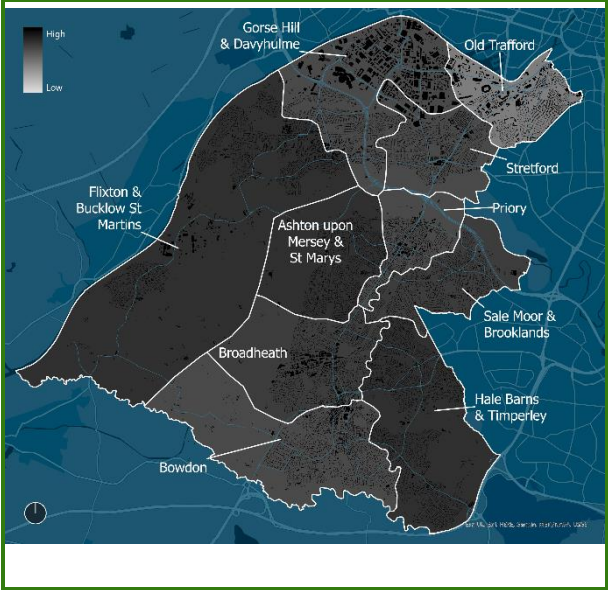 High
Low
Gorse Hill
& Davyhulme
Old Trafford
Stretford
Flixton &
Bucklow St
Martins
Priory
Ashton upon
Mersey &
St Marys
Sale Moor &
Brooklands
Broadheath
Hale Barns
& Timperley
Bowdon